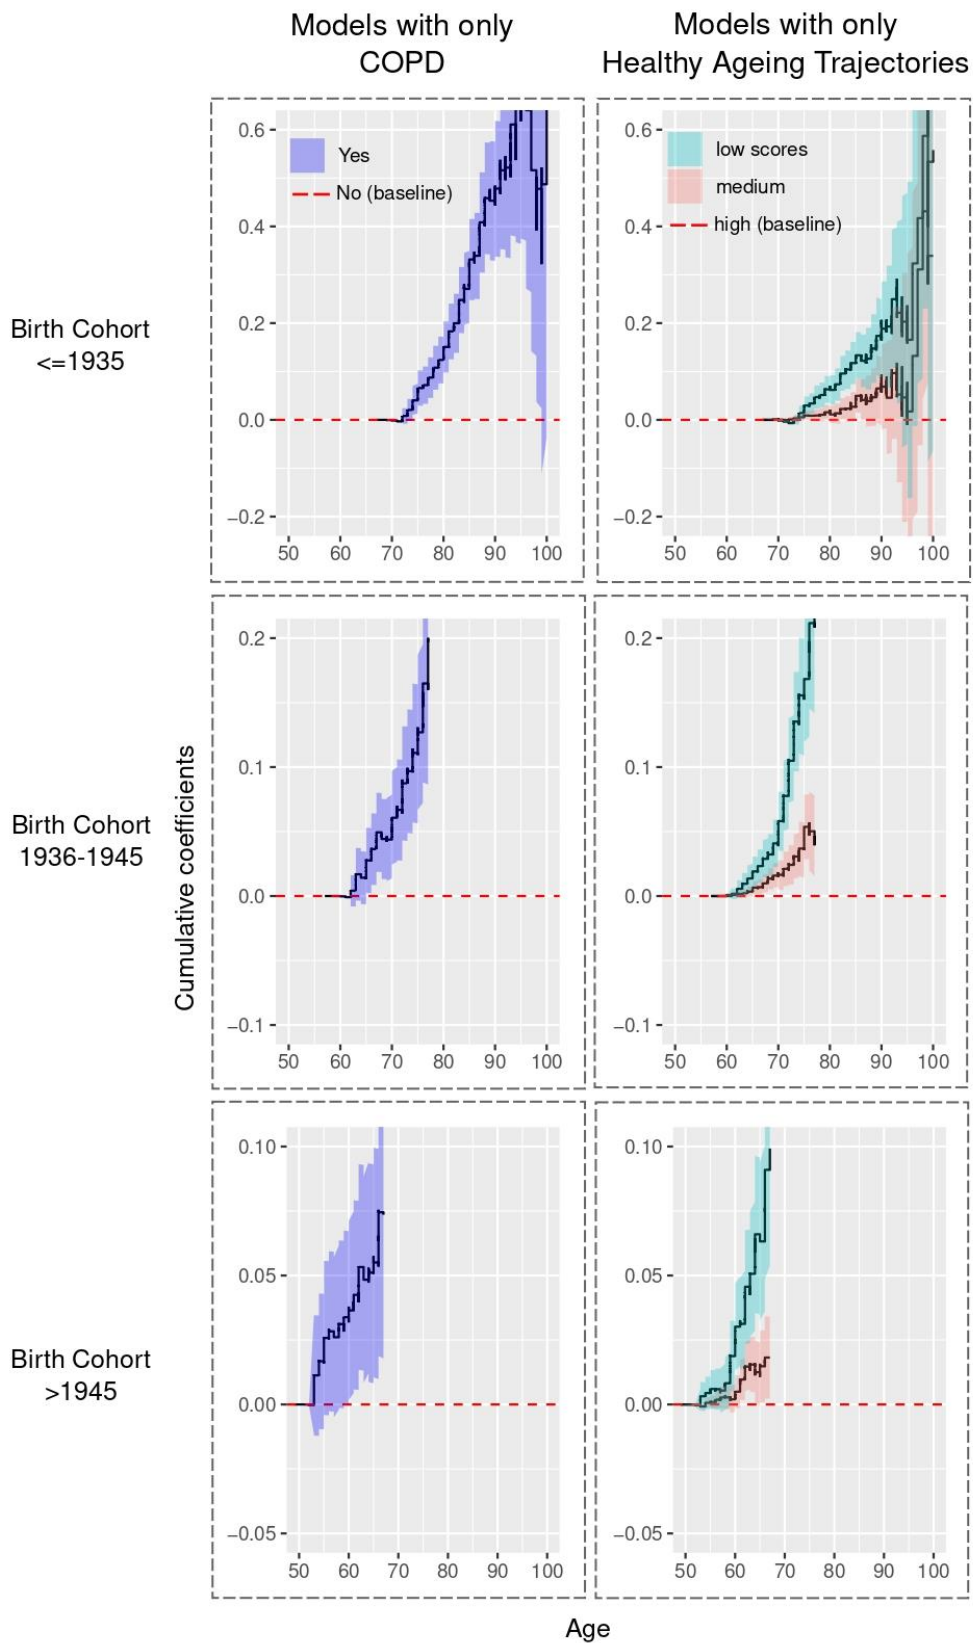 Models with only
COPD
Models with only
Healthy Ageing Trajectories
Birth Cohort
<=1935
0.6
0.4
0.2
0.0
−0.2
Yes
No (baseline)
50 60 70 80 90 100
0.6
0.4
0.2
0.0
−0.2
low scores
medium
high (baseline)
50 60 70 80 90 100
Birth Cohort
1936-1945
Cumulative coefficients
0.2
0.1
0.0
−0.1
50 60 70 80 90 100
0.2
0.1
0.0
−0.1
50 60 70 80 90 100
Birth Cohort
>1945
0.10
0.05
0.00
−0.05
50 60 70 80 90 100
0.10
0.05
0.00
−0.05
50 60 70 80 90 100
Age